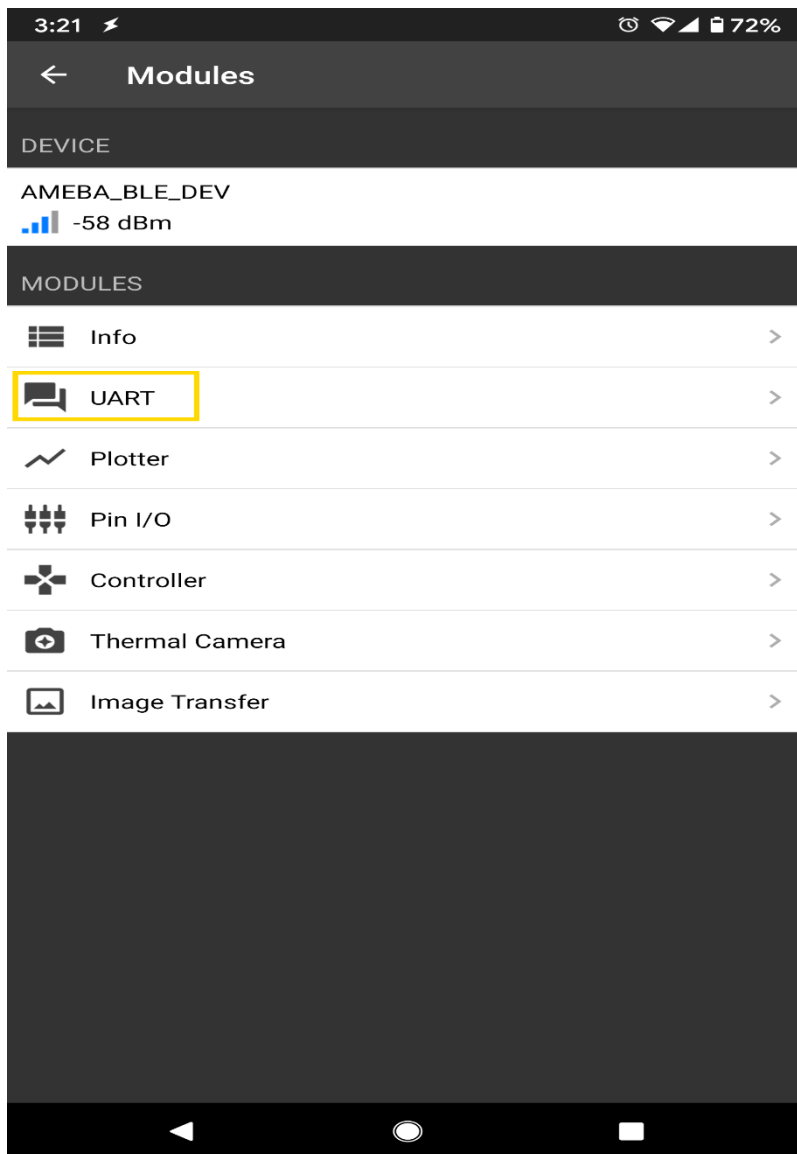 3:21 72%
Modules
DEVICE
AMEBA_BLE_DEV
-58 dBm
MODULES
Info
UART
Plotter
Pin I/O
Controller
Thermal Camera
Image Transfer